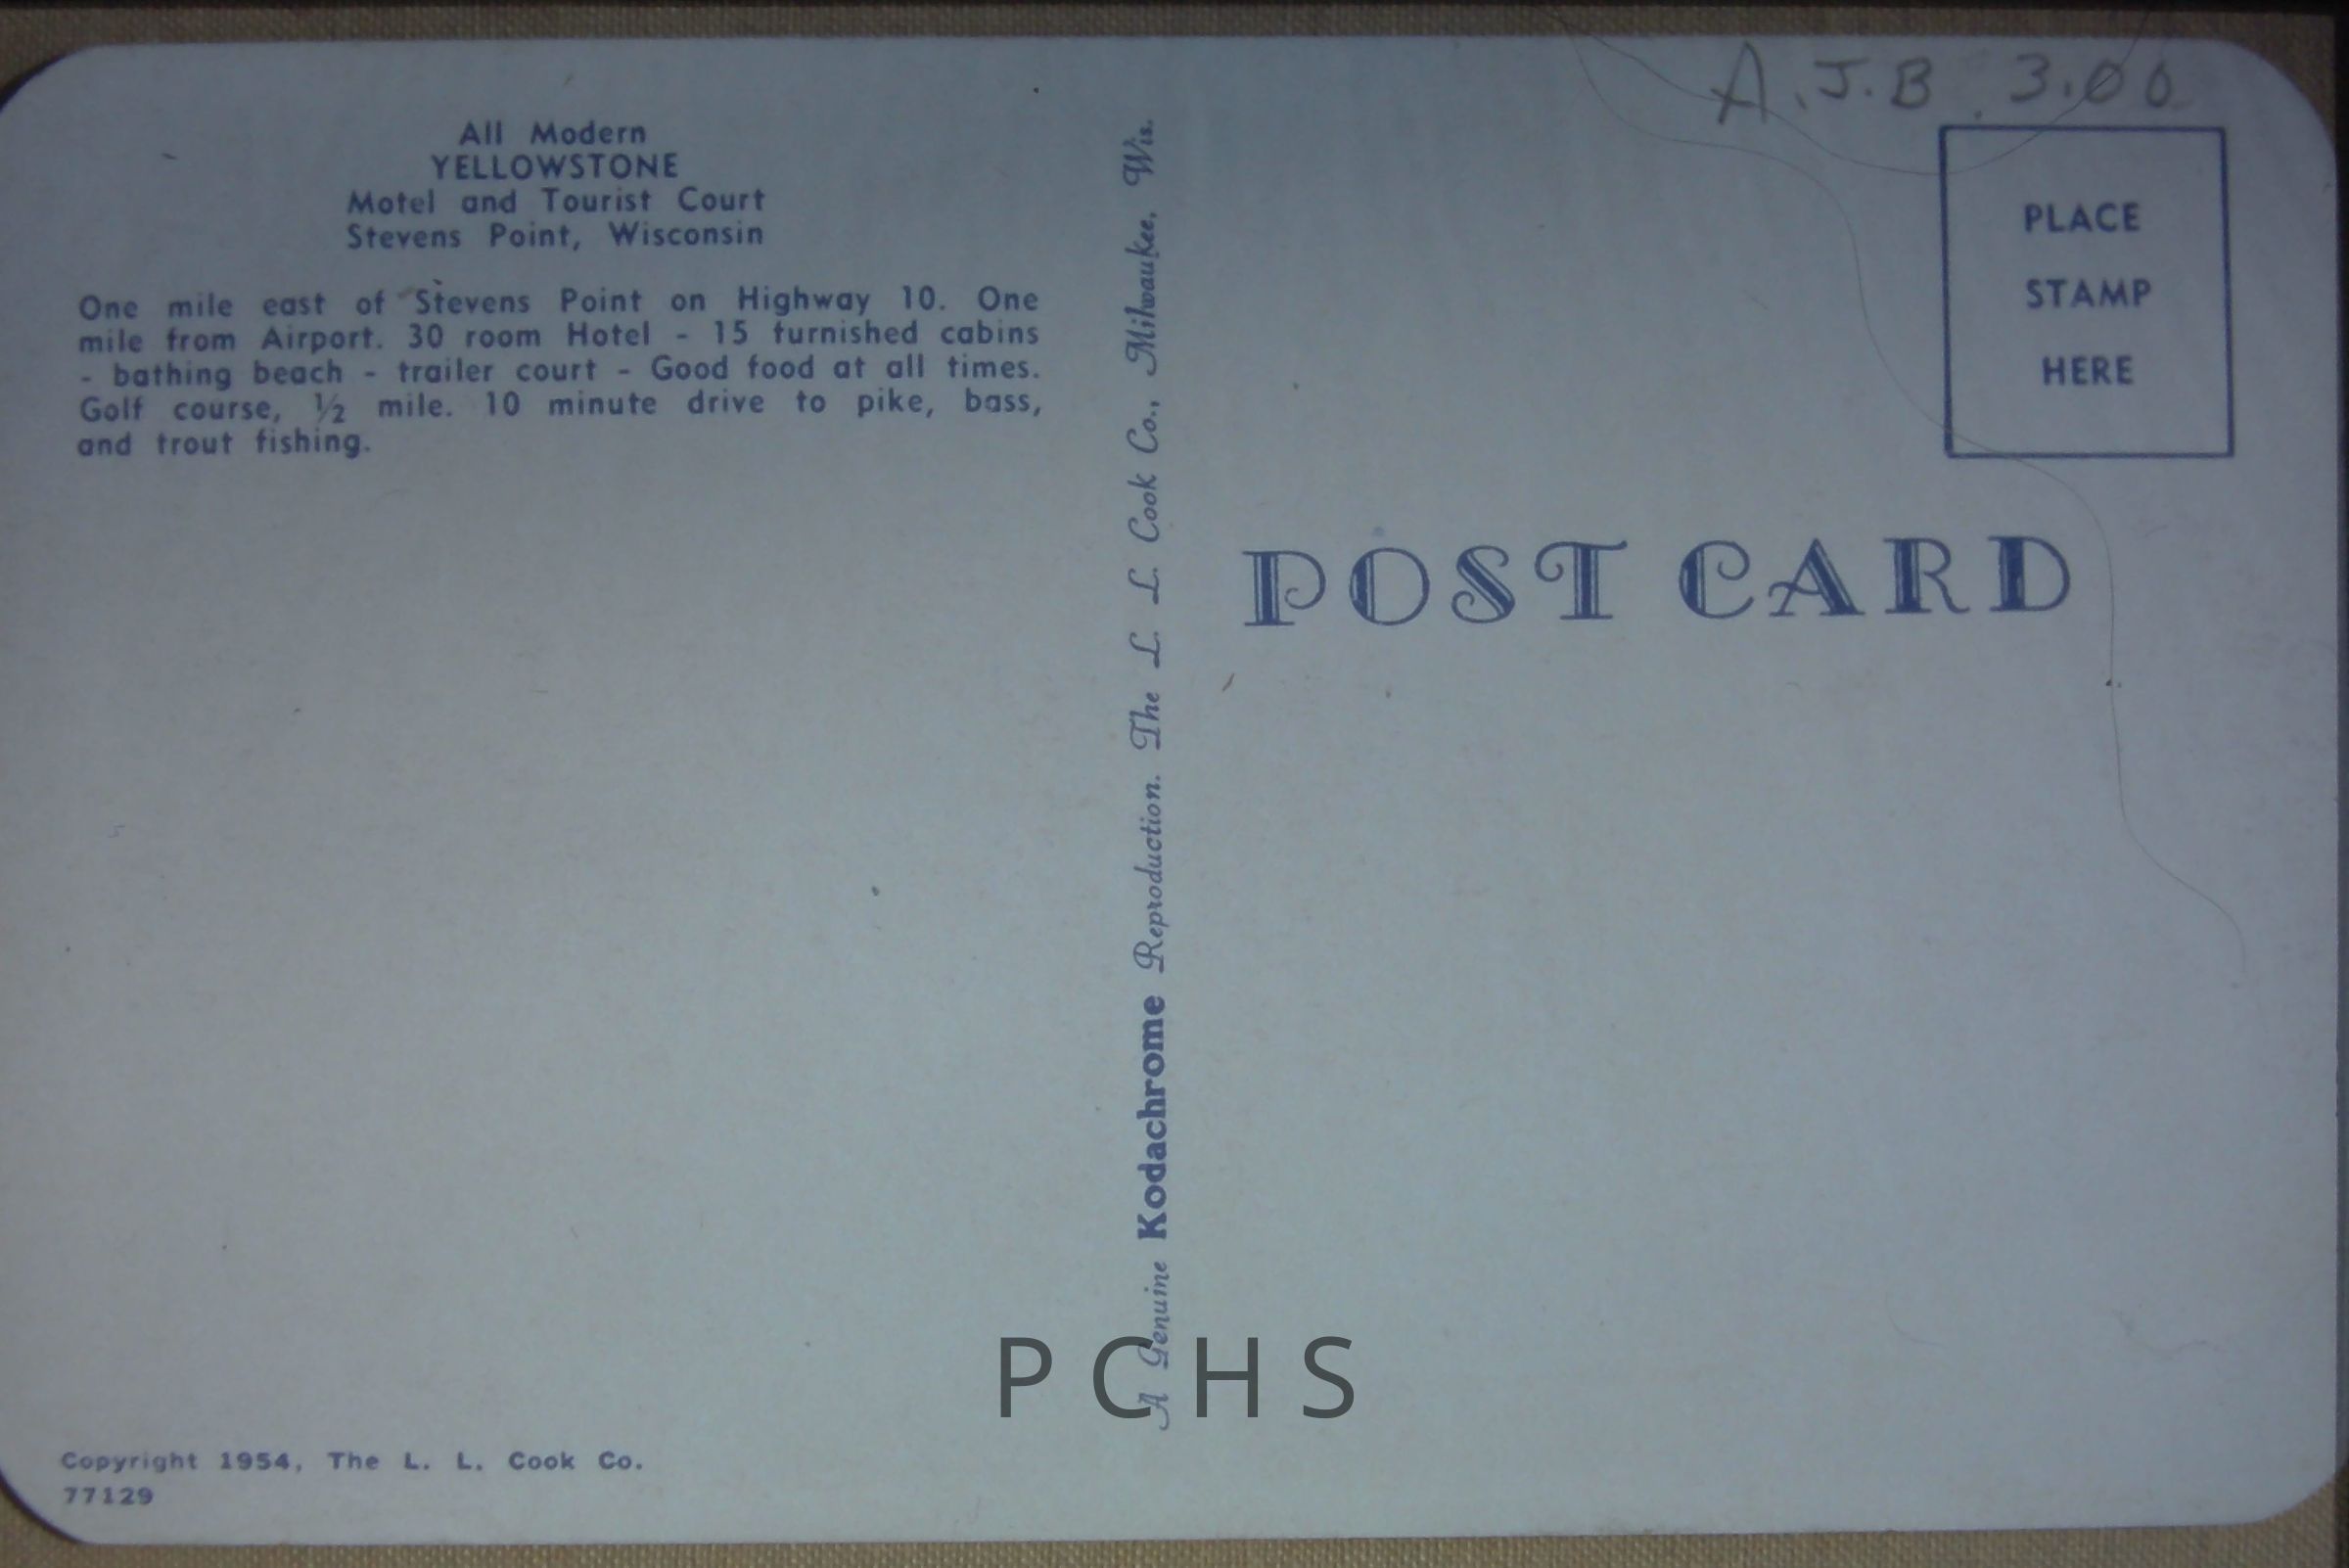 A.J.B. 3.00
All Modern
YELLOWSTONE
Motel and Tourist Court
Stevens Point, Wisconsin
One mile east of Stevens Point on Highway 10. One
mile from Airport. 30 room Hotel - 15 furnished cabins
- bathing beach - trailer court - Good food at all times.
Golf course, ½ mile. 10 minute drive to pike, bass,
and trout fishing.
Copyright 1954, The L. L. Cook Co.
77129
A Genuine Kodachrome Reproduction. The L. L. Cook Co., Milwaukee, Wis.
PLACE
STAMP
HERE
POST CARD
PCHS